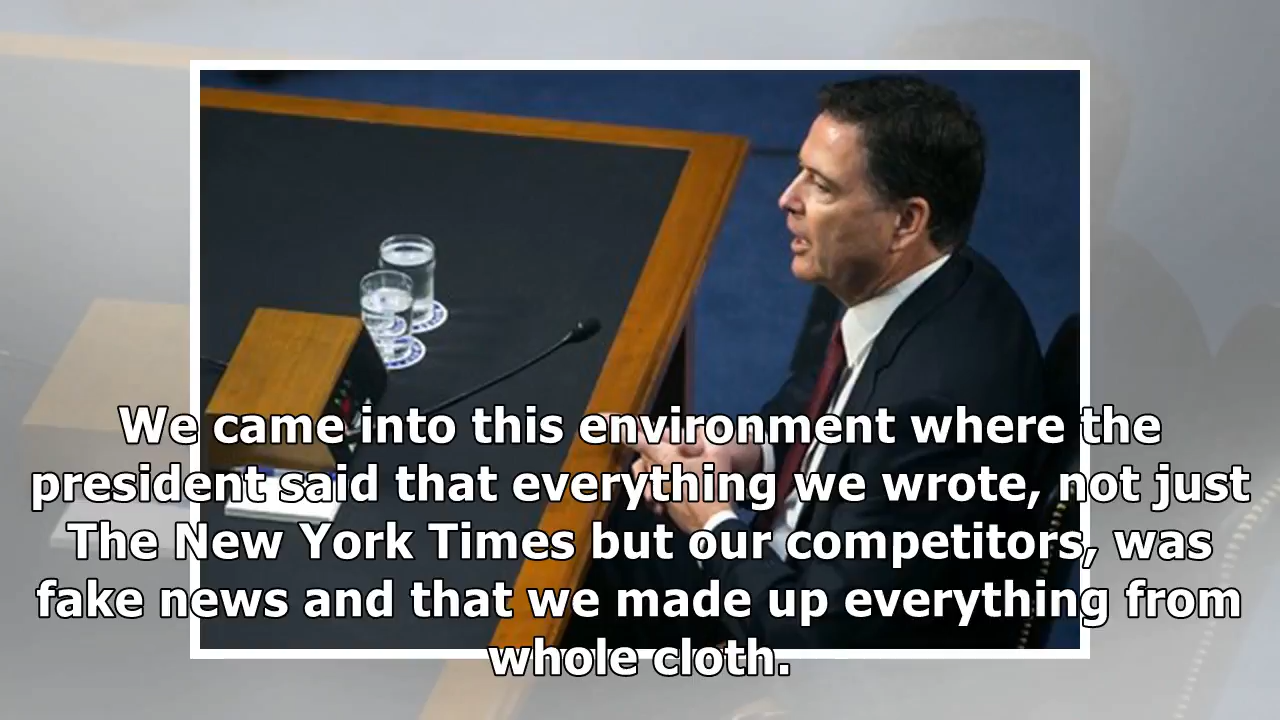 We came into this environment where the
president said that everything we wrote, not just
The New York Times but our competitors, was
fake news and that we made up everything from
whole cloth.